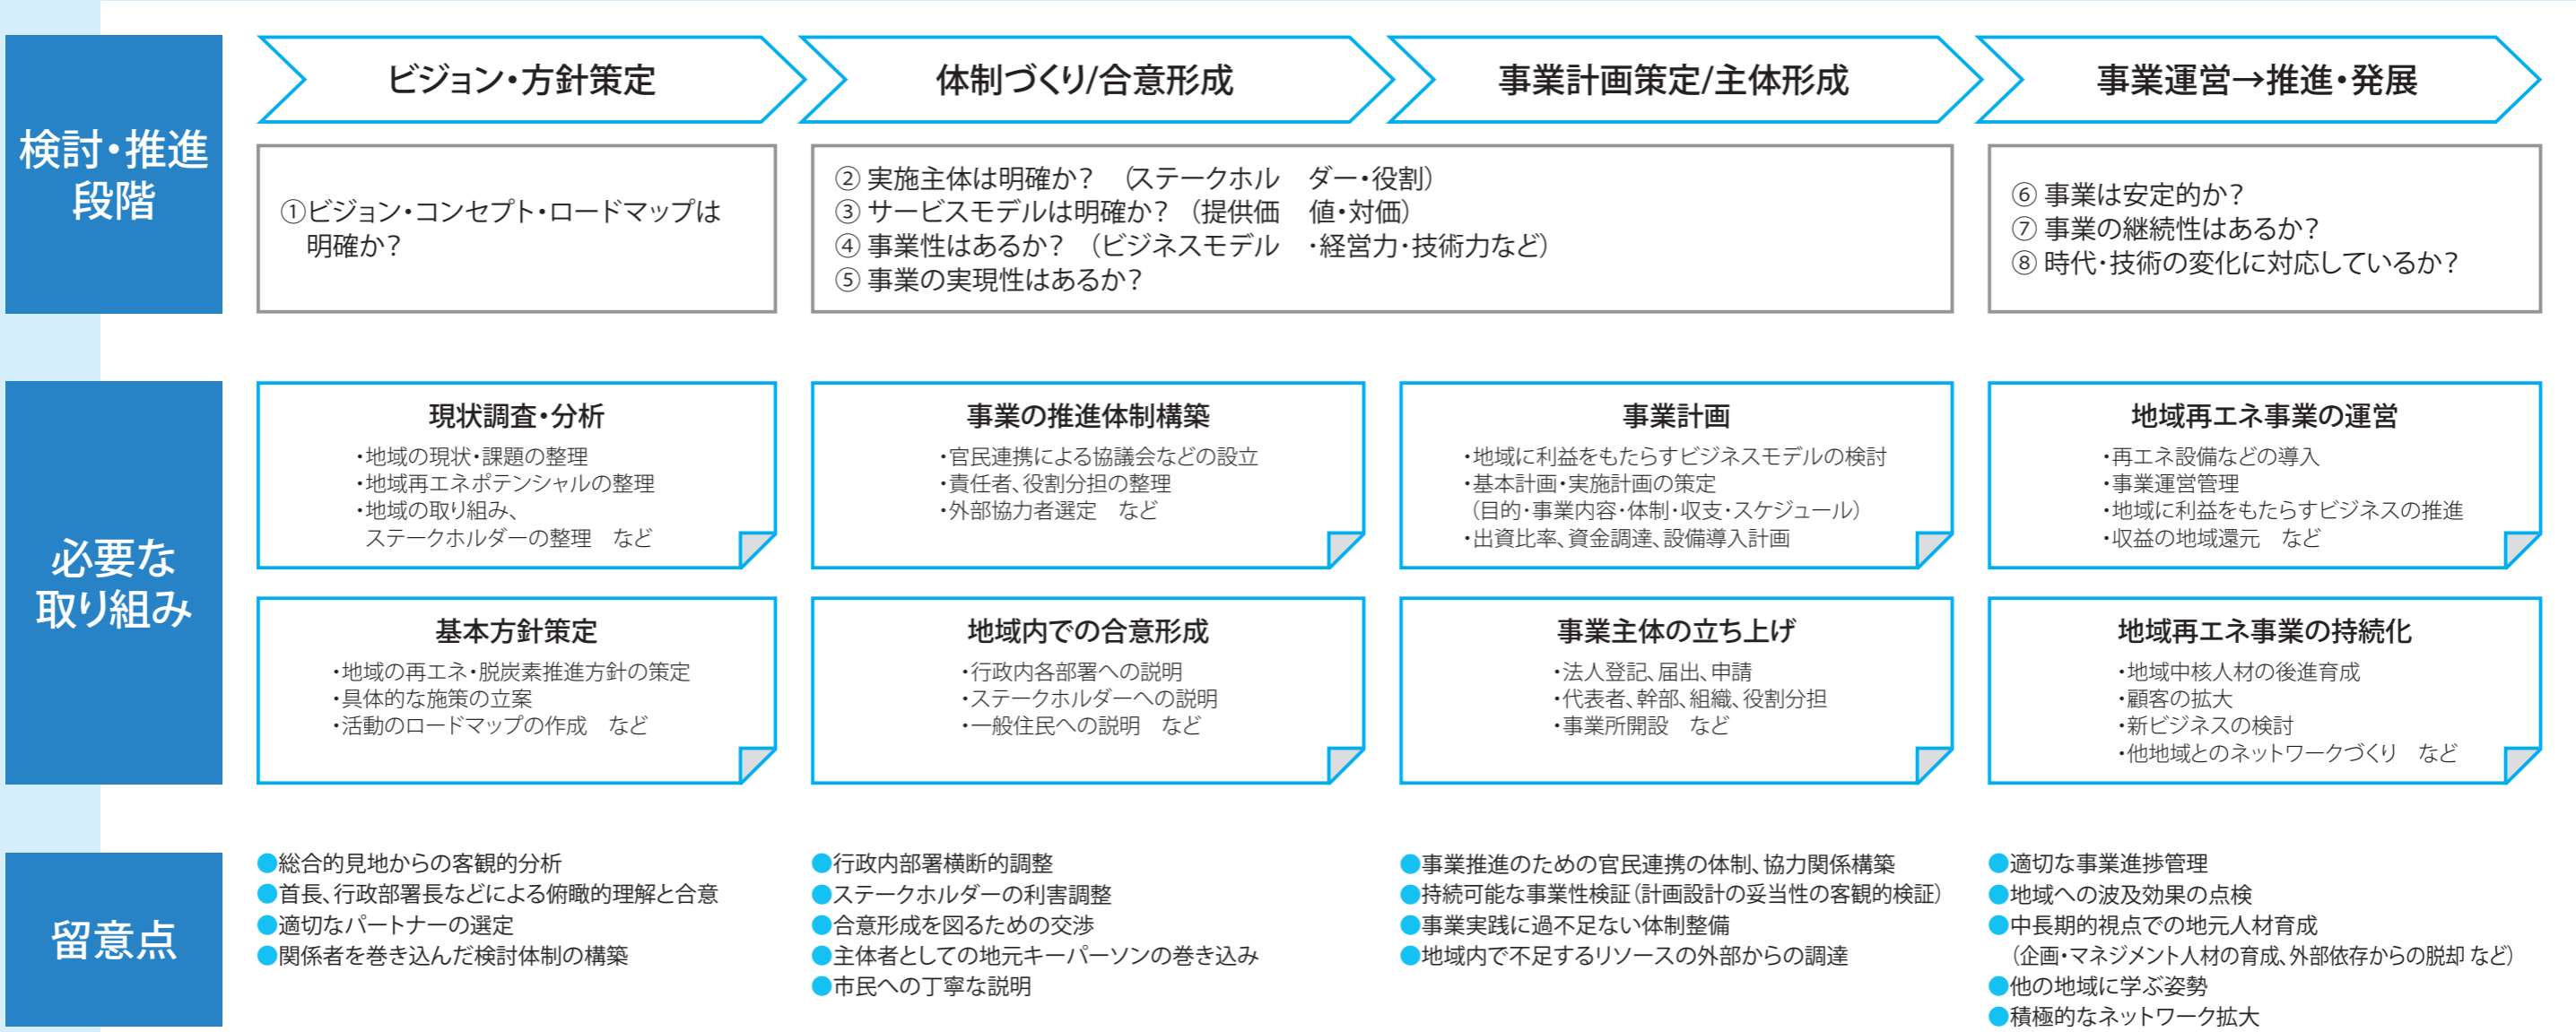 検討・推進
段階
ビジョン・方針策定
体制づくり/合意形成
事業計画策定/主体形成
事業運営→推進・発展
①ビジョン・コンセプト・ロードマップは
明確か？
② 実施主体は明確か？ （ステークホル ダー・役割）
③ サービスモデルは明確か？ （提供価 値・対価）
④ 事業性はあるか？ （ビジネスモデル ・経営力・技術力など）
⑤ 事業の実現性はあるか？
⑥ 事業は安定的か？
⑦ 事業の継続性はあるか？
⑧ 時代・技術の変化に対応しているか？
必要な
取り組み
現状調査・分析
・地域の現状・課題の整理
・地域再エネポテンシャルの整理
・地域の取り組み、
ステークホルダーの整理 など
事業の推進体制構築
・官民連携による協議会などの設立
・責任者、役割分担の整理
・外部協力者選定 など
事業計画
・地域に利益をもたらすビジネスモデルの検討
・基本計画・実施計画の策定
（目的・事業内容・体制・収支・スケジュール）
・出資比率、資金調達、設備導入計画
地域再エネ事業の運営
・再エネ設備などの導入
・事業運営管理
・地域に利益をもたらすビジネスの推進
・収益の地域還元 など
基本方針策定
・地域の再エネ・脱炭素推進方針の策定
・具体的な施策の立案
・活動のロードマップの作成 など
地域内での合意形成
・行政内各部署への説明
・ステークホルダーへの説明
・一般住民への説明 など
事業主体の立ち上げ
・法人登記、届出、申請
・代表者、幹部、組織、役割分担
・事業所開設 など
地域再エネ事業の持続化
・地域中核人材の後進育成
・顧客の拡大
・新ビジネスの検討
・他地域とのネットワークづくり など
留意点
●総合的見地からの客観的分析
●首長、行政部署長などによる俯瞰的理解と合意
●適切なパートナーの選定
●関係者を巻き込んだ検討体制の構築
●行政内部署横断的調整
●ステークホルダーの利害調整
●合意形成を図るための交渉
●主体者としての地元キーパーソンの巻き込み
●市民への丁寧な説明
●事業推進のための官民連携の体制、協力関係構築
●持続可能な事業性検証（計画設計の妥当性の客観的検証）
●事業実践に過不足ない体制整備
●地域内で不足するリソースの外部からの調達
●適切な事業進捗管理
●地域への波及効果の点検
●中長期的視点での地元人材育成
（企画・マネジメント人材の育成、外部依存からの脱却 など）
●他の地域に学ぶ姿勢
●積極的なネットワーク拡大